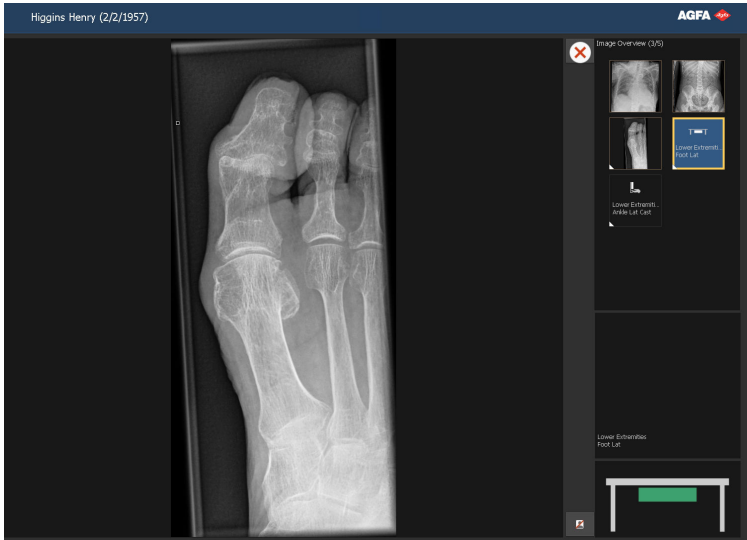 Higgins Henry (2/2/1957)
AGFA
Image Overview (3/5)
Lower Extremiti...
Foot Lat
Lower Extremiti...
Ankle Lat Cast
Lower Extremities
Foot Lat